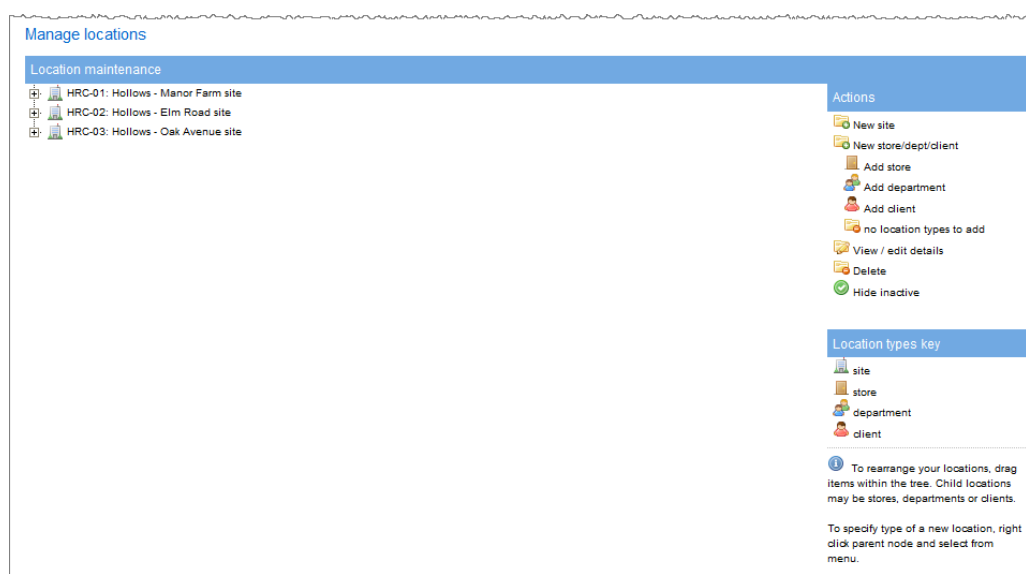 Manage locations
Location maintenance
HRC-01: Hollows - Manor Farm site
HRC-02: Hollows - Elm Road site
HRC-03: Hollows - Oak Avenue site
Actions
New site
New store/dept/client
Add store
Add department
Add client
no location types to add
View / edit details
Delete
Hide inactive
Location types key
site
store
department
client
To rearrange your locations, drag
items within the tree. Child locations
may be stores, departments or clients.
To specify type of a new location, right
click parent node and select from
menu.